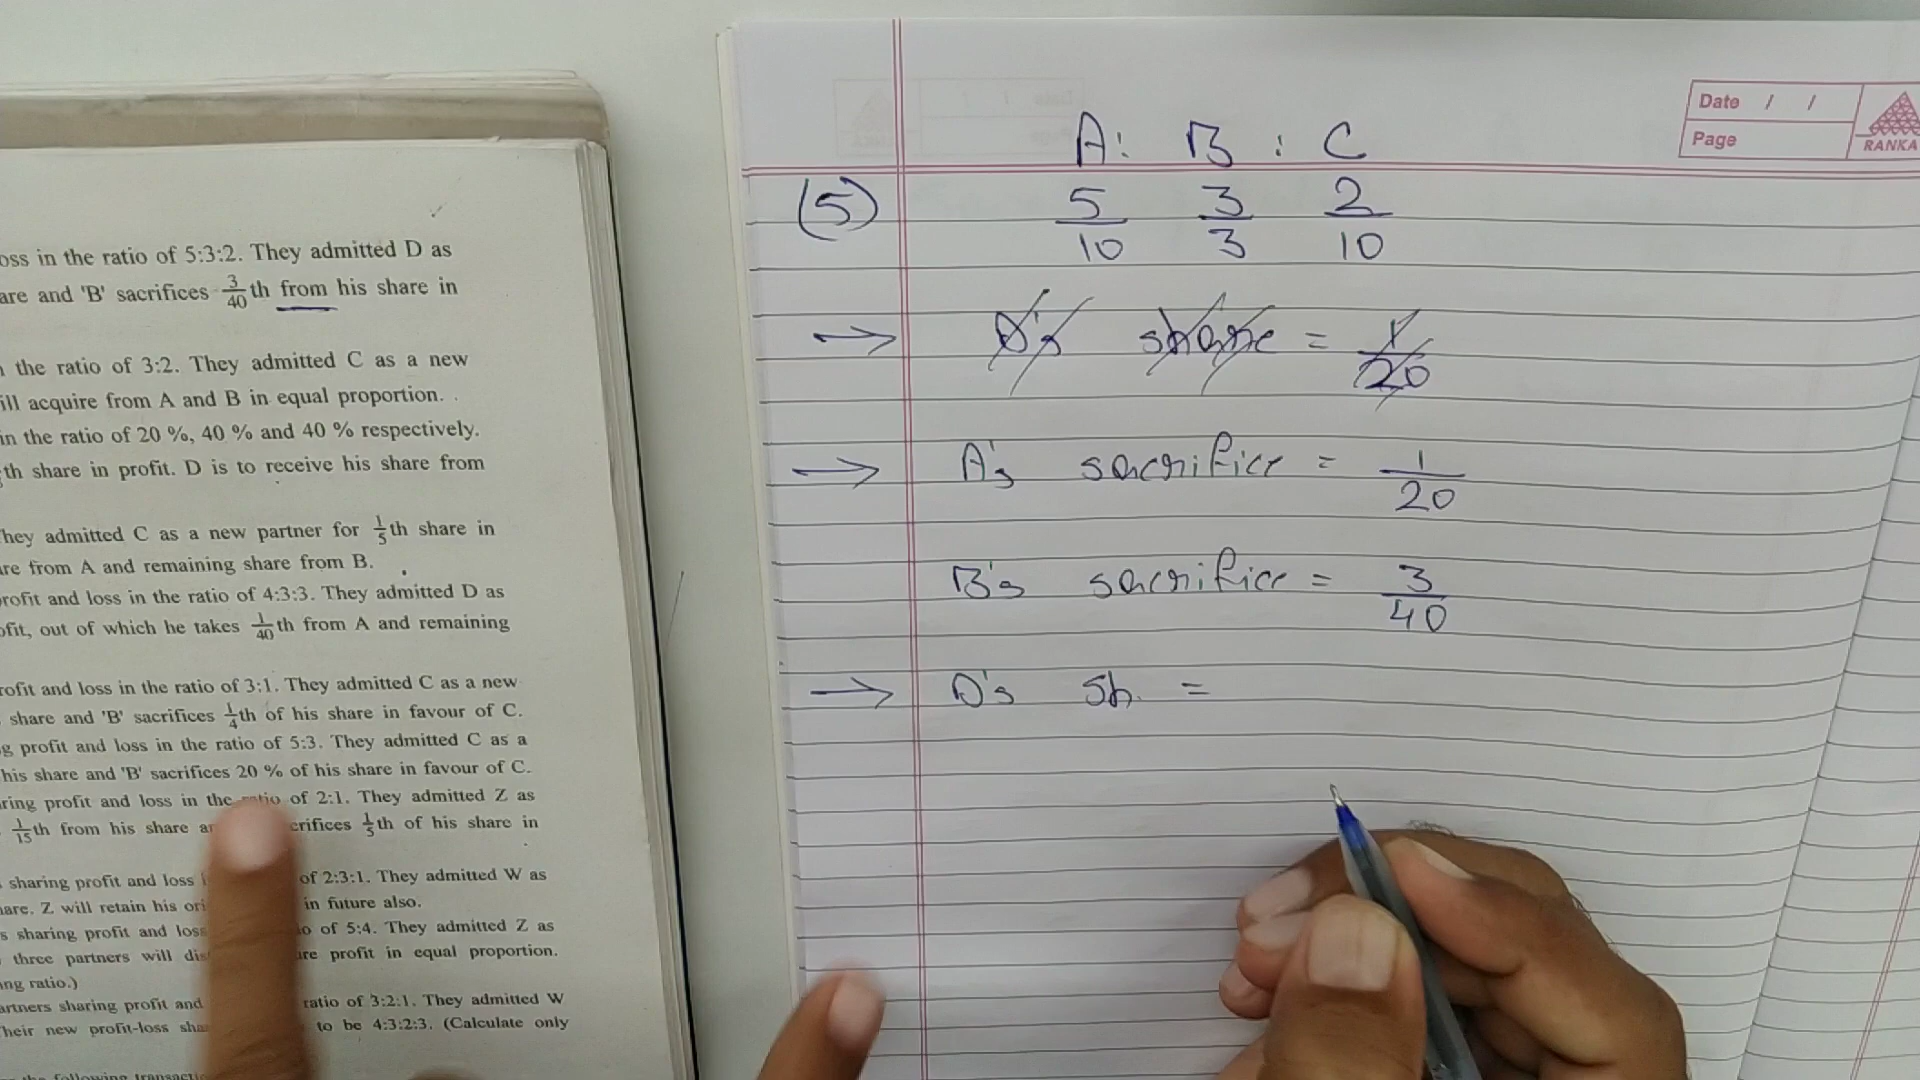 oss in the ratio of 5:3:2. They admitted D as
are and 'B' sacrifices 3/40 th from his share in
the ratio of 3:2. They admitted C as a new
ill acquire from A and B in equal proportion.
in the ratio of 20 %, 40 % and 40 % respectively.
th share in profit. D is to receive his share from
They admitted C as a new partner for 1/5 th share in
re from A and remaining share from B.
rofit and loss in the ratio of 4:3:3. They admitted D as
ofit, out of which he takes 1/40 th from A and remaining
rofit and loss in the ratio of 3:1. They admitted C as a new
share and 'B' sacrifices 1/4 th of his share in favour of C.
g profit and loss in the ratio of 5:3. They admitted C as a
his share and 'B' sacrifices 20 % of his share in favour of C.
ring profit and loss in the ratio of 2:1. They admitted Z as
1/15 th from his share crifices 1/5 th of his share in
sharing profit and loss of 2:3:1. They admitted W as
are. Z will retain his ori in future also.
s sharing profit and loss io of 5:4. They admitted Z as
three partners will dis re profit in equal proportion.
ng ratio.)
artners sharing profit and ratio of 3:2:1. They admitted W
Their new profit-loss sha to be 4:3:2:3. (Calculate only
the following transacti
Date / /
Page
RANKA
A : B : C
(5) 5/10 3/3 2/10
→ D's share = 1/20
→ A's sacrifice = 1/20
B's sacrifice = 3/40
→ D's sh. =